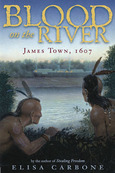 BLOOD
on the RIVER
JAMES TOWN, 1607
by the author of Stealing Freedom
ELISA CARBONE